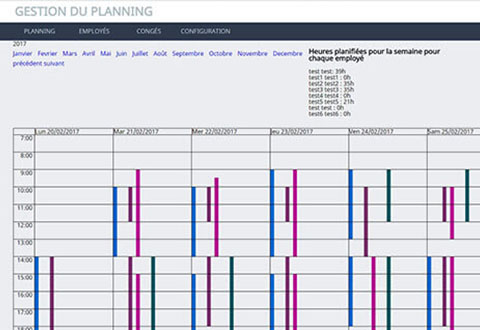 GESTION DU PLANNING
PLANNING EMPLOYÉS CONGÉS CONFIGURATION
2017
Janvier Fevrier Mars Avril Mai Juin Juillet Août Septembre Octobre Novembre Decembre
précédent suivant
Heures planifiées pour la semaine pour
chaque employé
test test: 39h
test1 test1 : 0h
test2 test2 : 35h
test3 test3 : 35h
test4 test4 : 0h
test5 test5 : 21h
test test : 0h
test6 test6 : 0h
Lun 20/02/2017 Mar 21/02/2017 Mer 22/02/2017 Jeu 23/02/2017 Ven 24/02/2017 Sam 25/02/2017
7:00
8:00
9:00
10:00
11:00
12:00
13:00
14:00
15:00
16:00
17:00
18:00